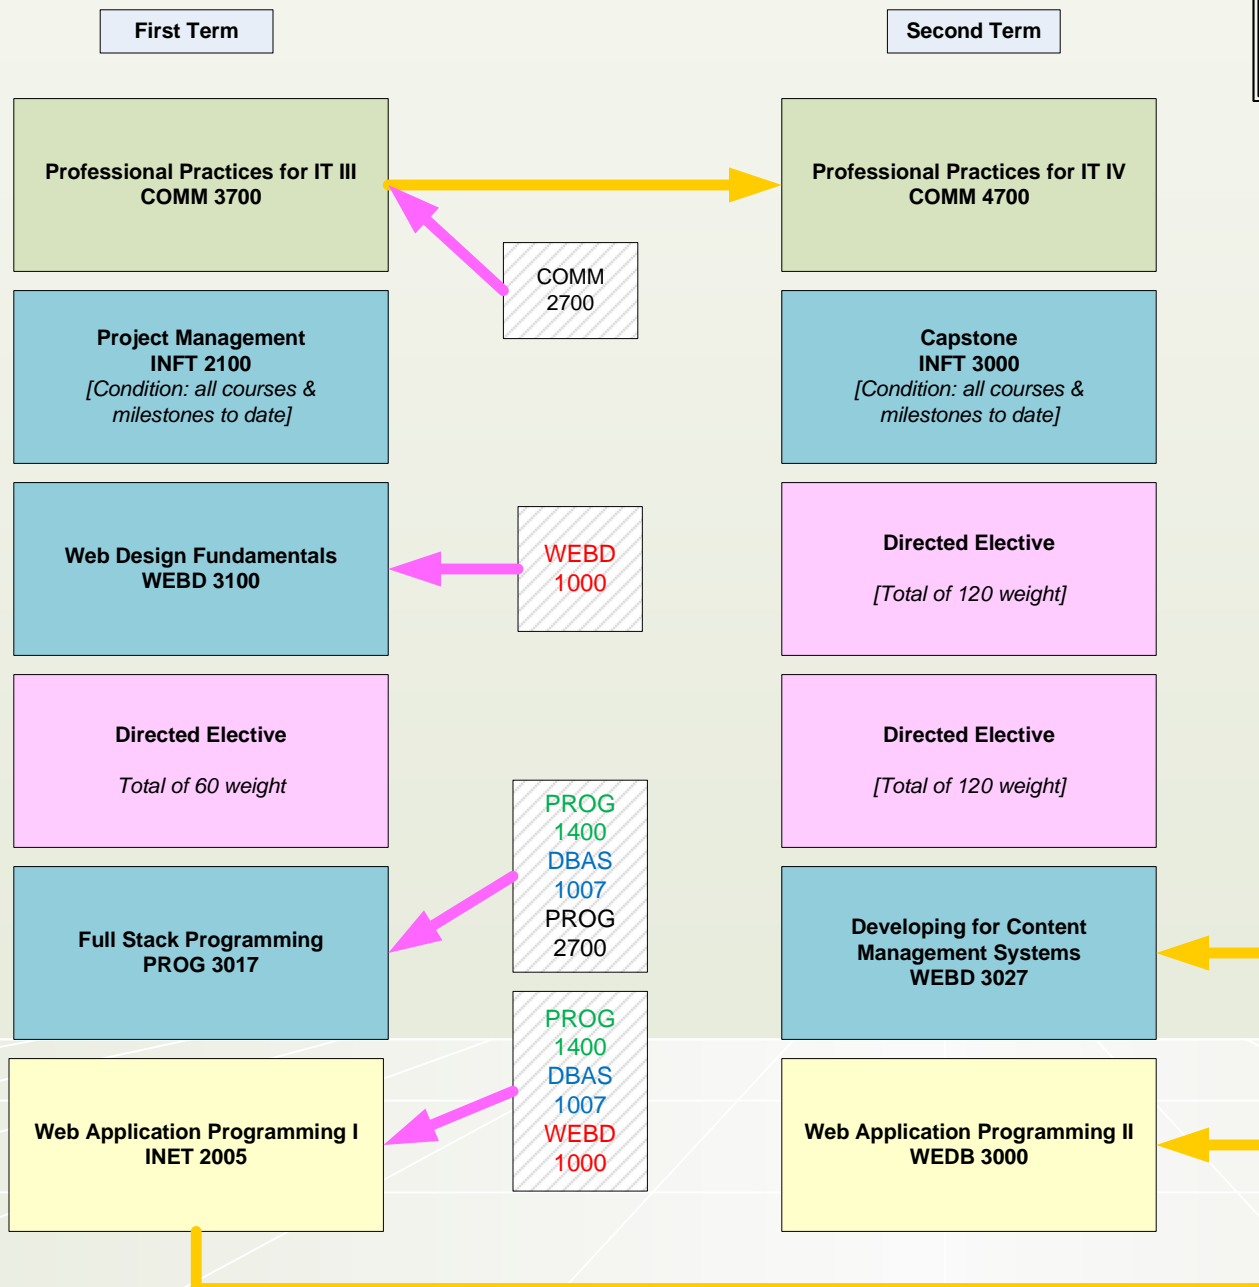 First Term
Second Term
Professional Practices for IT III
COMM 3700
Professional Practices for IT IV
COMM 4700
COMM
2700
Project Management
INFT 2100
[Condition: all courses &
milestones to date]
Capstone
INFT 3000
[Condition: all courses &
milestones to date]
Web Design Fundamentals
WEBD 3100
WEBD
1000
Directed Elective
[Total of 120 weight]
Directed Elective
Total of 60 weight
Directed Elective
[Total of 120 weight]
PROG
1400
DBAS
1007
PROG
2700
Full Stack Programming
PROG 3017
Developing for Content
Management Systems
WEBD 3027
PROG
1400
DBAS
1007
WEBD
1000
Web Application Programming I
INET 2005
Web Application Programming II
WEDB 3000